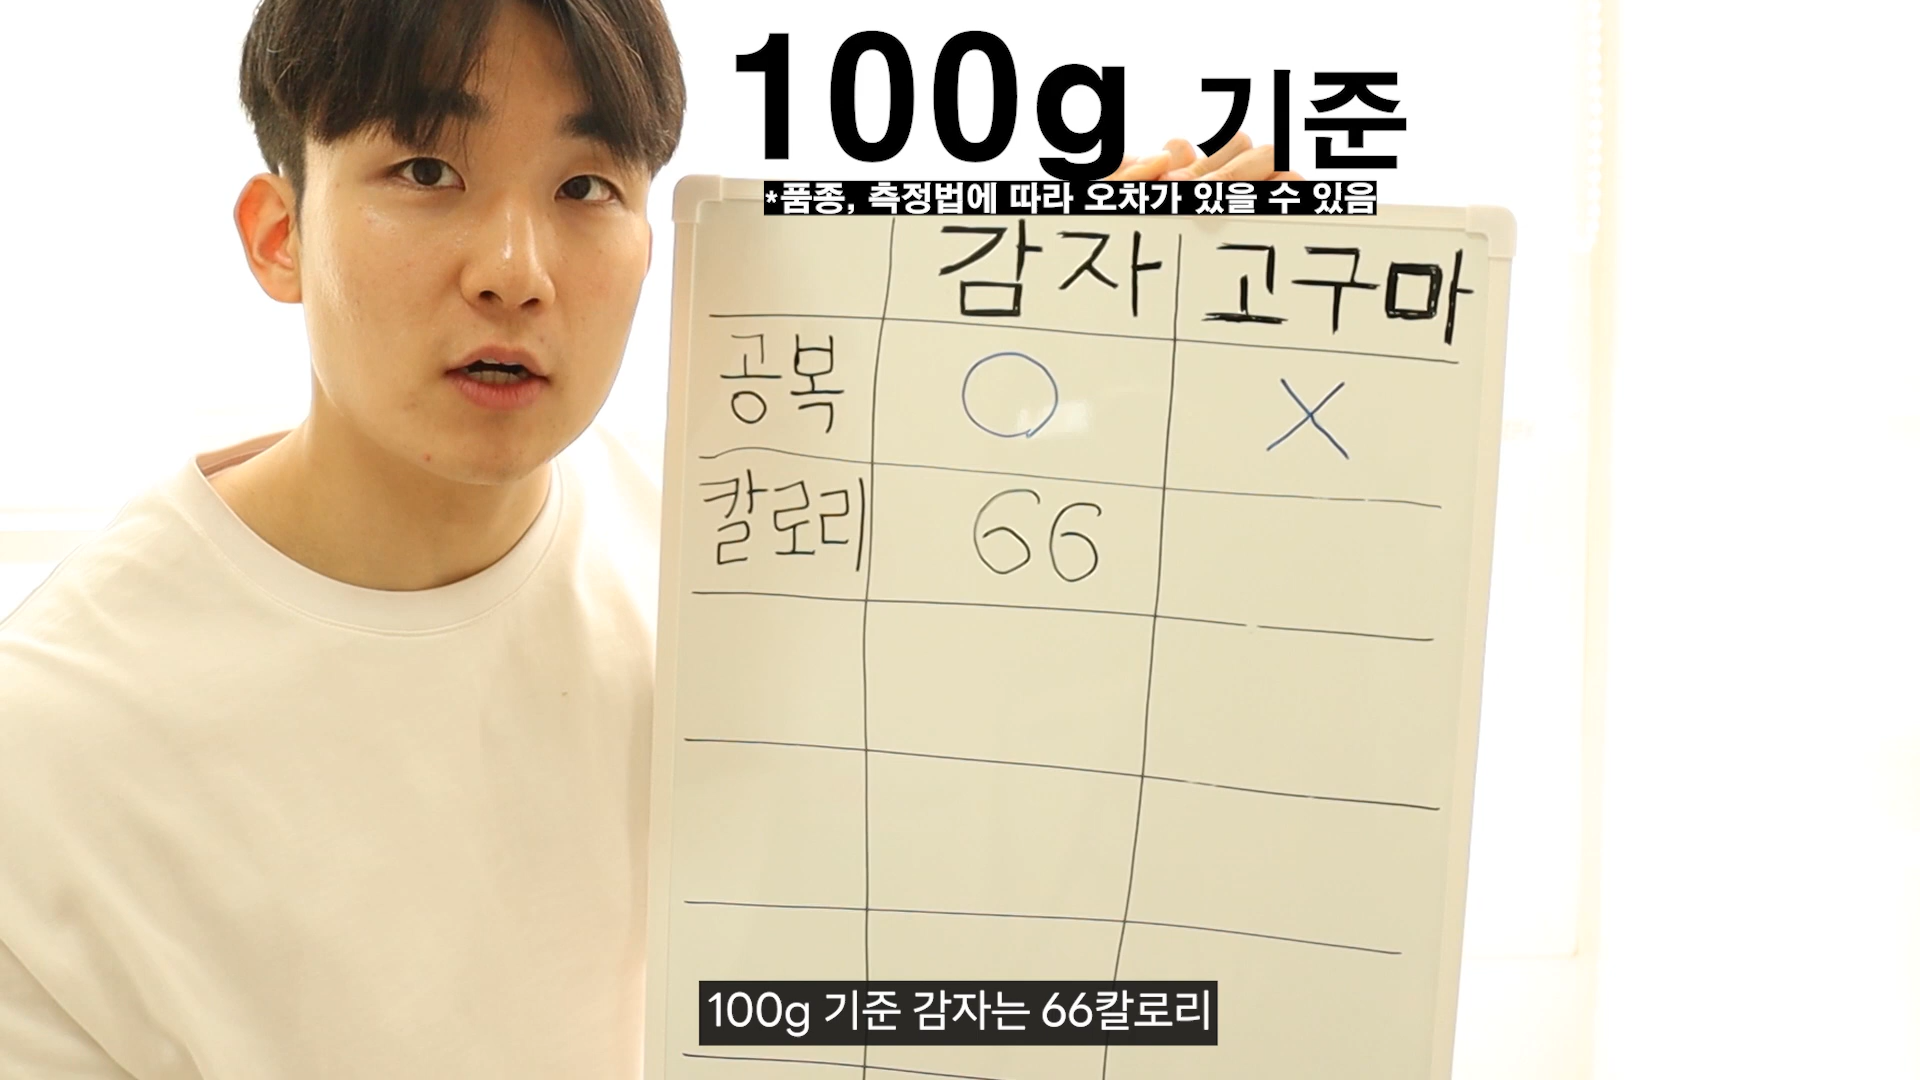 100g 기준
*품종, 측정법에 따라 오차가 있을 수 있음
감자 고구마
공복 O X
칼로리 66
100g 기준 감자는 66칼로리